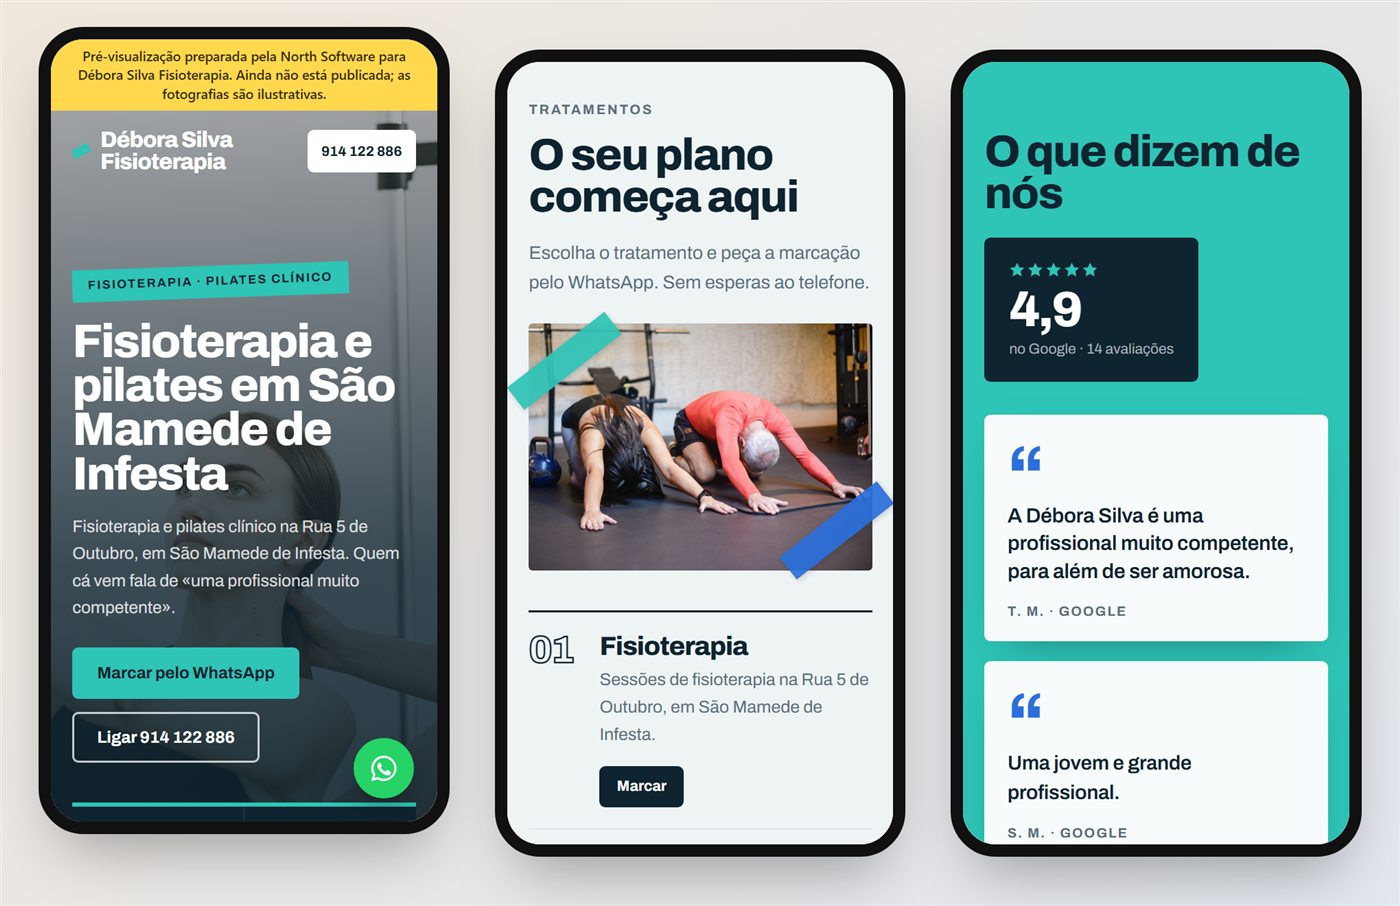 Pré-visualização preparada pela North Software para
Débora Silva Fisioterapia. Ainda não está publicada; as
fotografias são ilustrativas.
Débora Silva
Fisioterapia
914 122 886
FISIOTERAPIA · PILATES CLÍNICO
Fisioterapia e
pilates em São
Mamede de
Infesta
Fisioterapia e pilates clínico na Rua 5 de
Outubro, em São Mamede de Infesta. Quem
cá vem fala de «uma profissional muito
competente».
Marcar pelo WhatsApp
Ligar 914 122 886
TRATAMENTOS
O seu plano
começa aqui
Escolha o tratamento e peça a marcação
pelo WhatsApp. Sem esperas ao telefone.
01
Fisioterapia
Sessões de fisioterapia na Rua 5 de
Outubro, em São Mamede de
Infesta.
Marcar
O que dizem de
nós
★★★★★
4,9
no Google · 14 avaliações
“
A Débora Silva é uma
profissional muito competente,
para além de ser amorosa.
T. M. · GOOGLE
“
Uma jovem e grande
profissional.
S. M. · GOOGLE